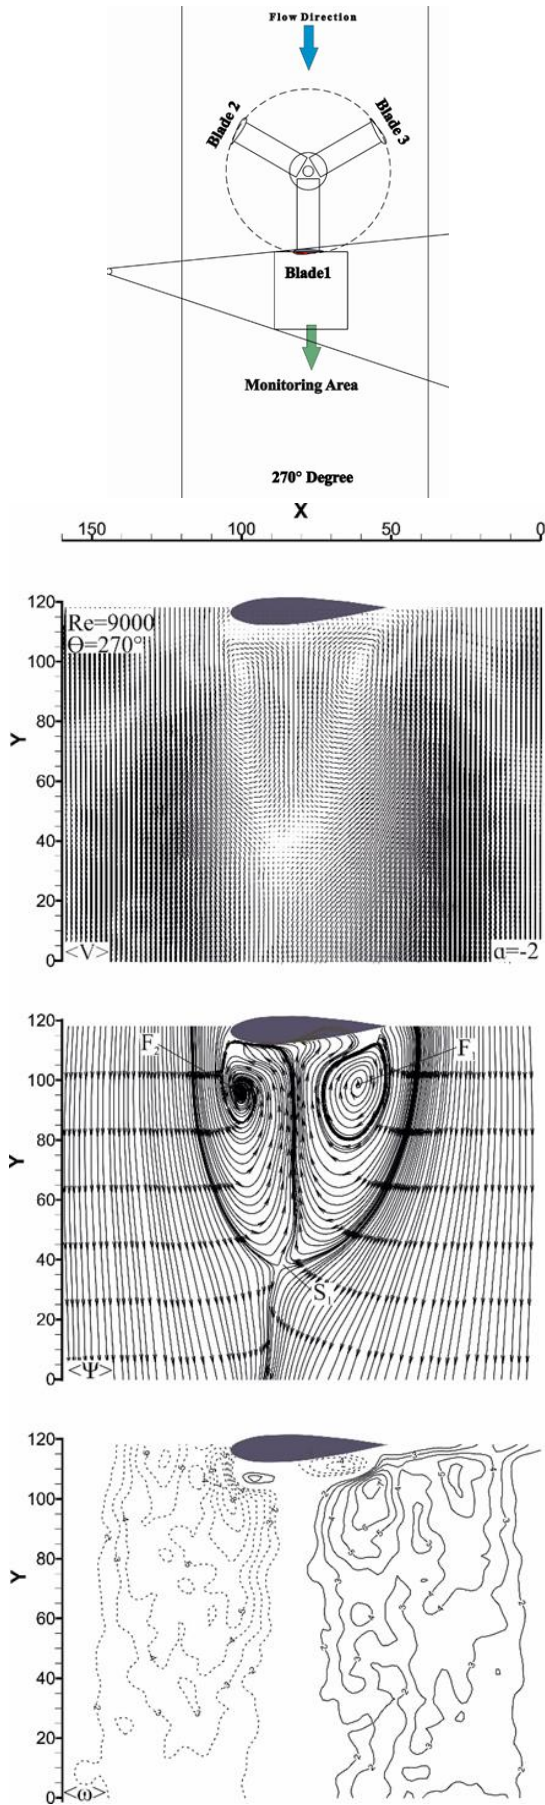 Flow Direction
Blade 2
Blade 3
Blade1
Monitoring Area
270° Degree
X
150 100 50 0
120
Re=9000
Θ=270°
100
80
Y
60
40
20
0
<V>
α=-2
120
F2
F1
100
80
Y
60
40
S1
20
0
<Ψ>
120
100
80
Y
60
40
20
0
<ω>